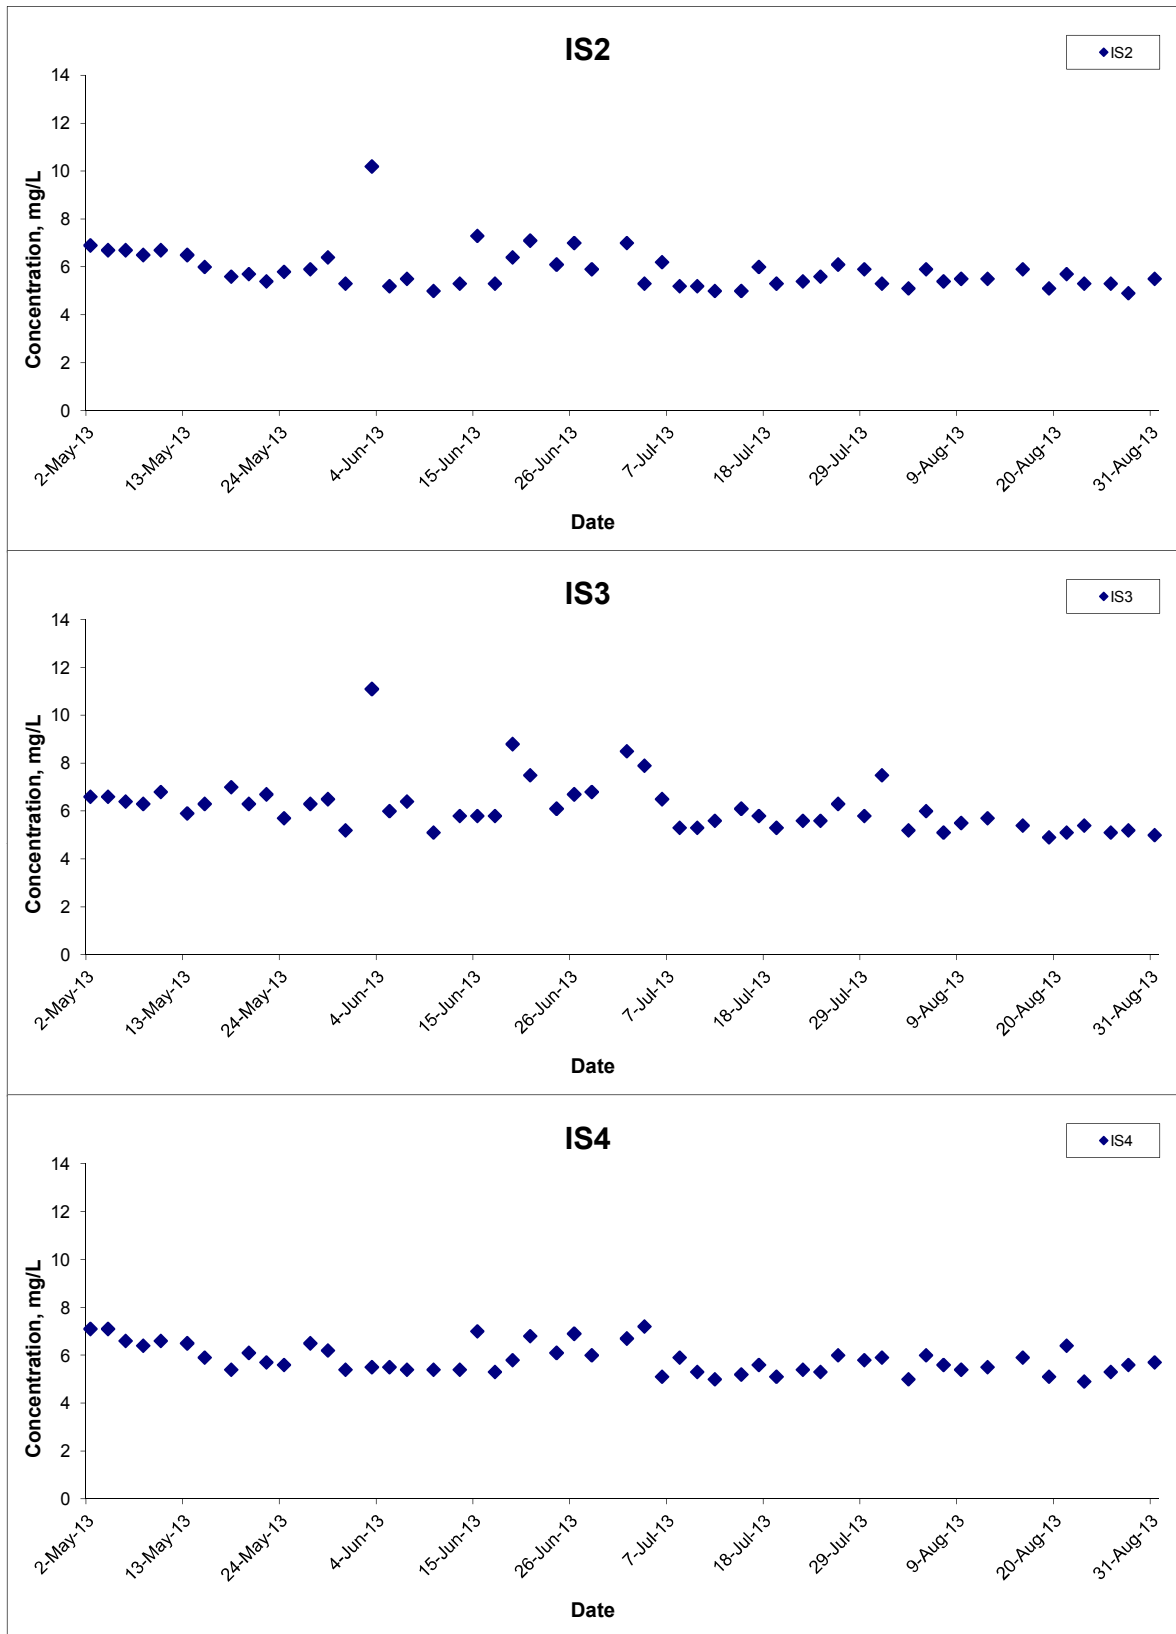 IS2
IS2
14
12
10
8
6
4
2
0
Concentration, mg/L
2-May-13
13-May-13
24-May-13
4-Jun-13
15-Jun-13
26-Jun-13
7-Jul-13
18-Jul-13
29-Jul-13
9-Aug-13
20-Aug-13
31-Aug-13
Date
IS3
IS3
14
12
10
8
6
4
2
0
Concentration, mg/L
2-May-13
13-May-13
24-May-13
4-Jun-13
15-Jun-13
26-Jun-13
7-Jul-13
18-Jul-13
29-Jul-13
9-Aug-13
20-Aug-13
31-Aug-13
Date
IS4
IS4
14
12
10
8
6
4
2
0
Concentration, mg/L
2-May-13
13-May-13
24-May-13
4-Jun-13
15-Jun-13
26-Jun-13
7-Jul-13
18-Jul-13
29-Jul-13
9-Aug-13
20-Aug-13
31-Aug-13
Date